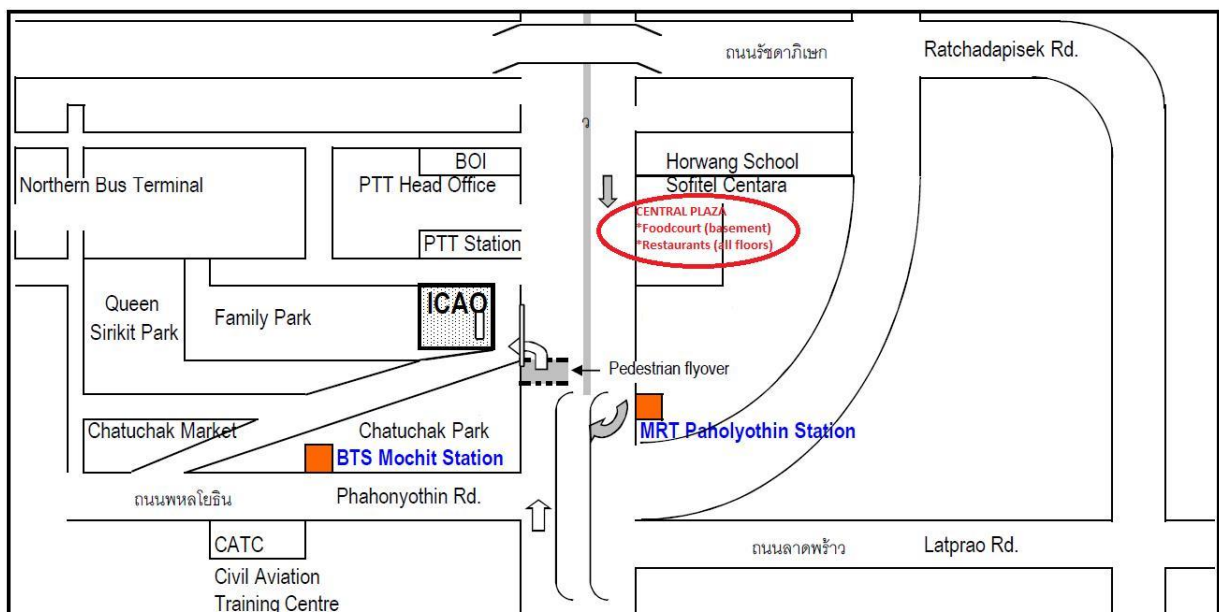 ถนนรัชดาภิเษก
Ratchadapisek Rd.
ว
BOI
Horwang School
Northern Bus Terminal
PTT Head Office
Sofitel Centara
CENTRAL PLAZA
*Foodcourt (basement)
*Restaurants (all floors)
PTT Station
ICAO
Queen
Sirikit Park
Family Park
Pedestrian flyover
Chatuchak Market
Chatuchak Park
MRT Paholyothin Station
BTS Mochit Station
ถนนพหลโยธิน
Phahonyothin Rd.
CATC
Civil Aviation
Training Centre
ถนนลาดพร้าว
Latprao Rd.